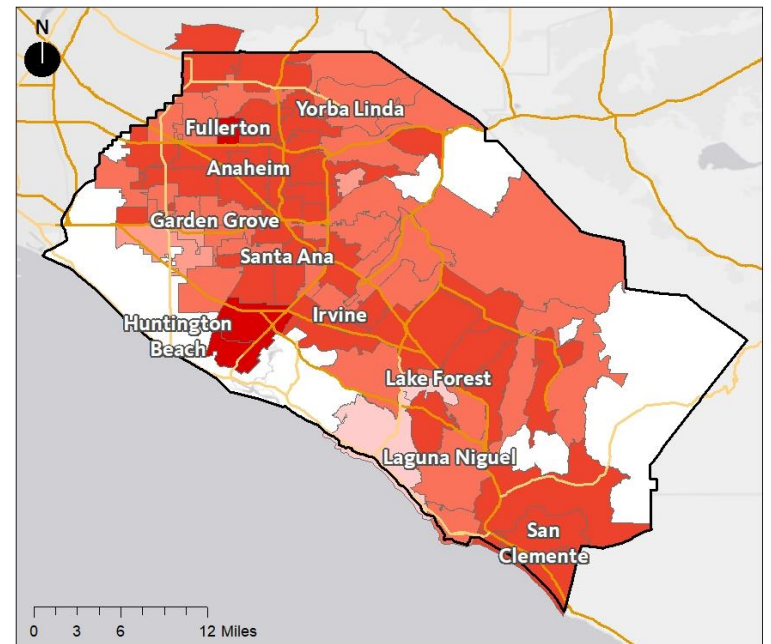 N
Yorba Linda
Fullerton
Anaheim
Garden Grove
Santa Ana
Irvine
Huntington
Beach
Lake Forest
Laguna Niguel
San
Clemente
0 3 6 12 Miles